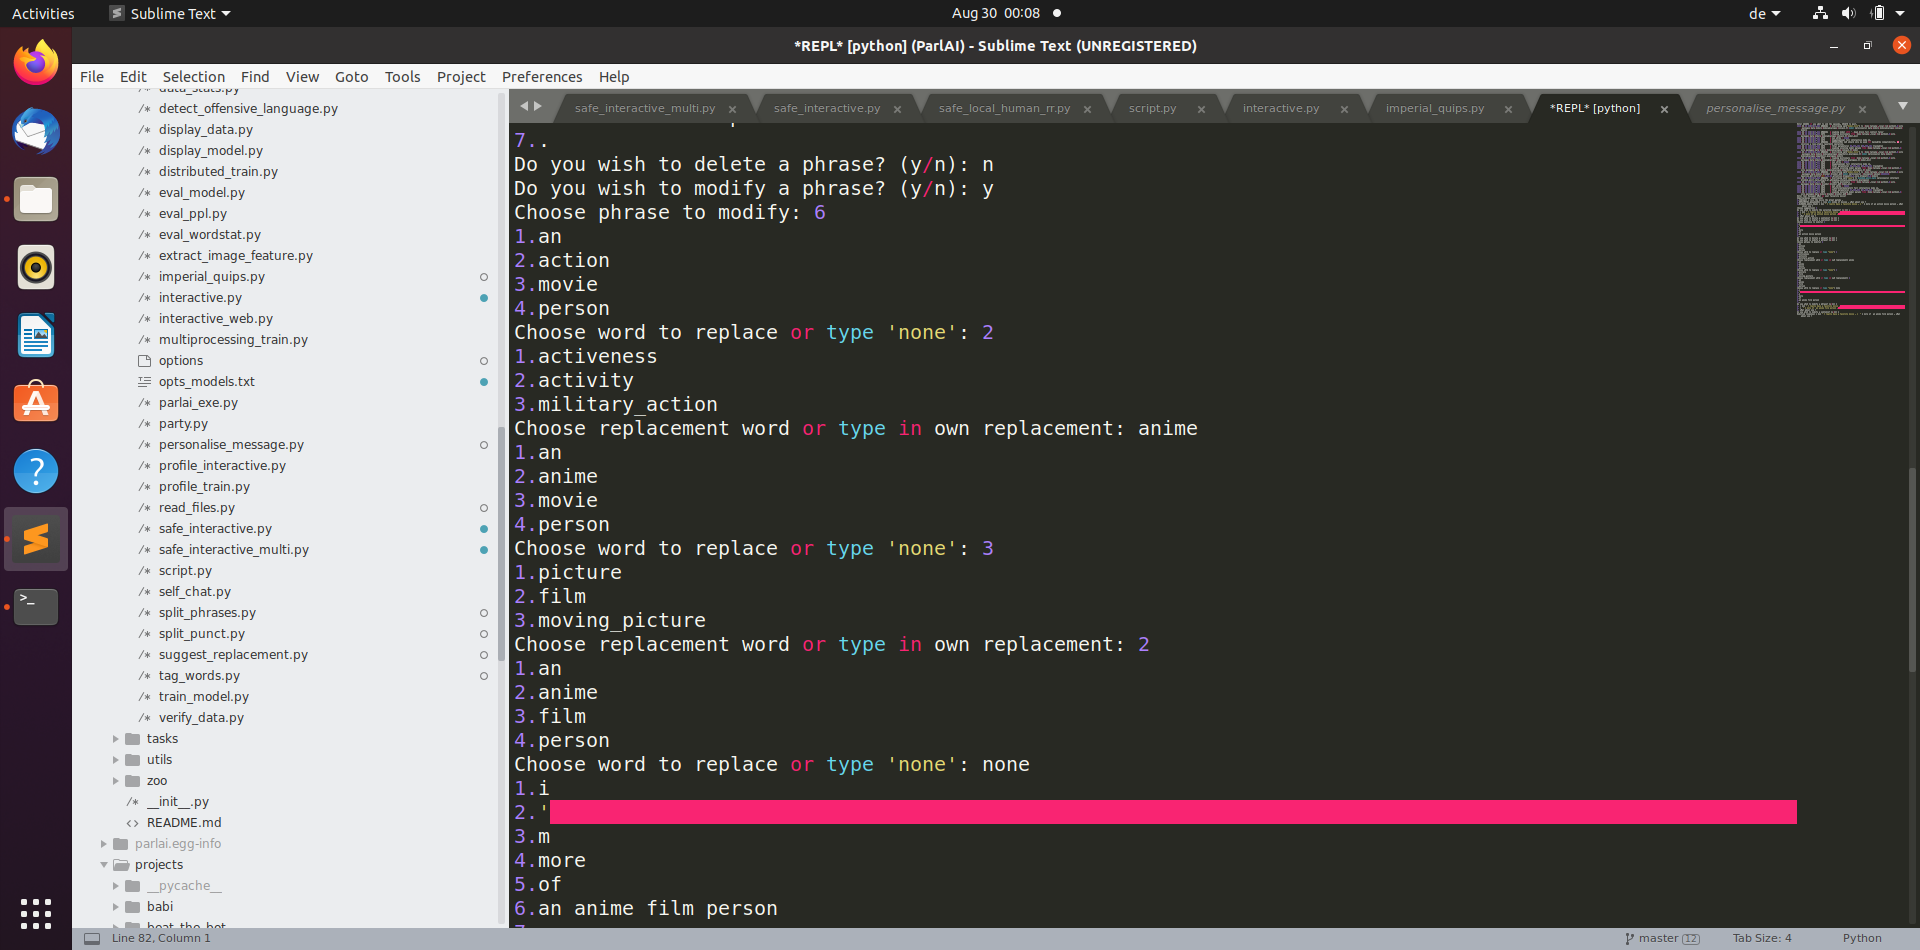 Activities
Sublime Text
Aug 30 00:08
de
*REPL* [python] (ParlAI) - Sublime Text (UNREGISTERED)
File Edit Selection Find View Goto Tools Project Preferences Help
data_stats.py
detect_offensive_language.py
display_data.py
display_model.py
distributed_train.py
eval_model.py
eval_ppl.py
eval_wordstat.py
extract_image_feature.py
imperial_quips.py
interactive.py
interactive_web.py
multiprocessing_train.py
options
opts_models.txt
parlai_exe.py
party.py
personalise_message.py
profile_interactive.py
profile_train.py
read_files.py
safe_interactive.py
safe_interactive_multi.py
script.py
self_chat.py
split_phrases.py
split_punct.py
suggest_replacement.py
tag_words.py
train_model.py
verify_data.py
tasks
utils
zoo
__init__.py
README.md
parlai.egg-info
projects
__pycache__
babi
beat-the-bot
safe_interactive_multi.py
safe_interactive.py
safe_local_human_rr.py
script.py
interactive.py
imperial_quips.py
*REPL* [python]
personalise_message.py
7..
Do you wish to delete a phrase? (y/n): n
Do you wish to modify a phrase? (y/n): y
Choose phrase to modify: 6
1.an
2.action
3.movie
4.person
Choose word to replace or type 'none': 2
1.activeness
2.activity
3.military_action
Choose replacement word or type in own replacement: anime
1.an
2.anime
3.movie
4.person
Choose word to replace or type 'none': 3
1.picture
2.film
3.moving_picture
Choose replacement word or type in own replacement: 2
1.an
2.anime
3.film
4.person
Choose word to replace or type 'none': none
1.i
2.'
3.m
4.more
5.of
6.an anime film person
Line 82, Column 1
master 12
Tab Size: 4
Python